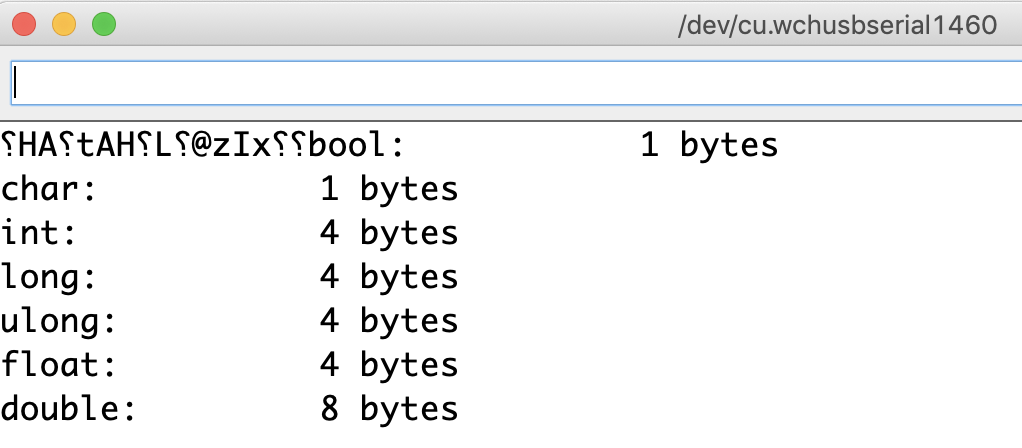 /dev/cu.wchusbserial1460
⸮HA⸮tAH⸮L⸮@zIx⸮⸮bool: 1 bytes
char: 1 bytes
int: 4 bytes
long: 4 bytes
ulong: 4 bytes
float: 4 bytes
double: 8 bytes